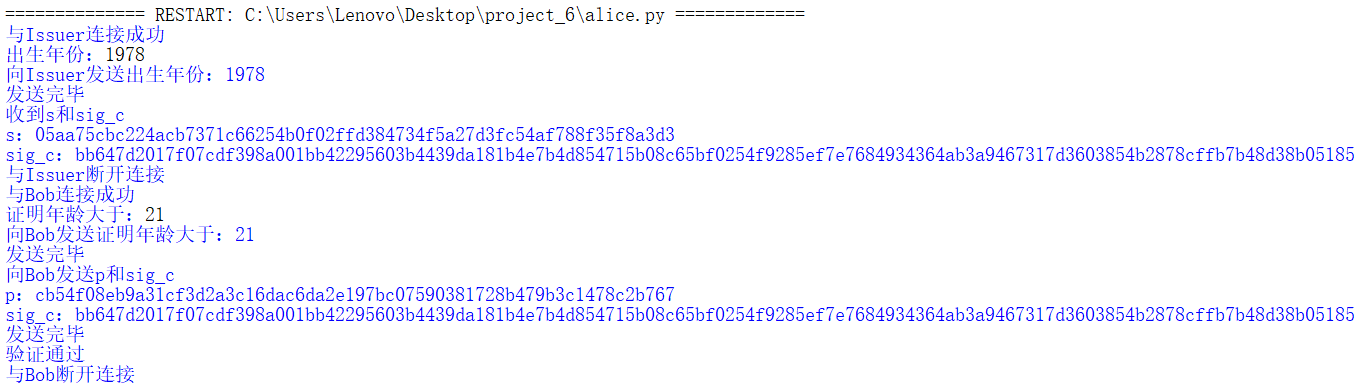 ============== RESTART: C:\Users\Lenovo\Desktop\project_6\alice.py =============
与Issuer连接成功
出生年份：1978
向Issuer发送出生年份：1978
发送完毕
收到s和sig_c
s：05aa75cbc224acb7371c66254b0f02ffd384734f5a27d3fc54af788f35f8a3d3
sig_c：bb647d2017f07cdf398a001bb42295603b4439da181b4e7b4d854715b08c65bf0254f9285ef7e7684934364ab3a9467317d3603854b2878cffb7b48d38b05185
与Issuer断开连接
与Bob连接成功
证明年龄大于：21
向Bob发送证明年龄大于：21
发送完毕
向Bob发送p和sig_c
p：cb54f08eb9a31cf3d2a3c16dac6da2e197bc07590381728b479b3c1478c2b767
sig_c：bb647d2017f07cdf398a001bb42295603b4439da181b4e7b4d854715b08c65bf0254f9285ef7e7684934364ab3a9467317d3603854b2878cffb7b48d38b05185
发送完毕
验证通过
与Bob断开连接